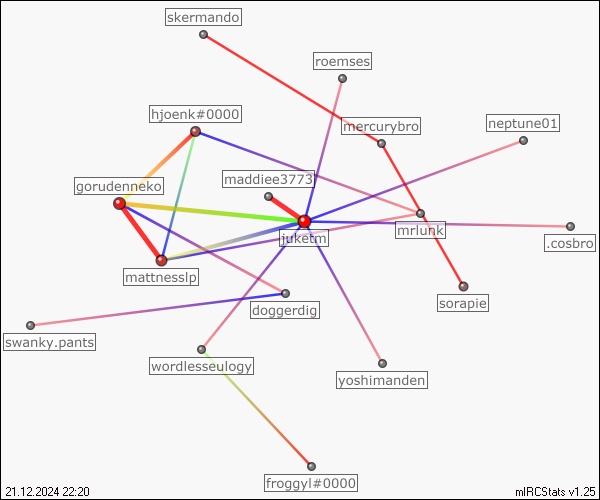 skermando
roemses
hjoenk#0000
mercurybro
neptune01
maddiee3773
gorudenneko
juketm
mrlunk
.cosbro
mattnesslp
doggerdig
sorapie
swanky.pants
wordlesseulogy
yoshimanden
froggyl#0000
21.12.2024 22:20
mIRCStats v1.25